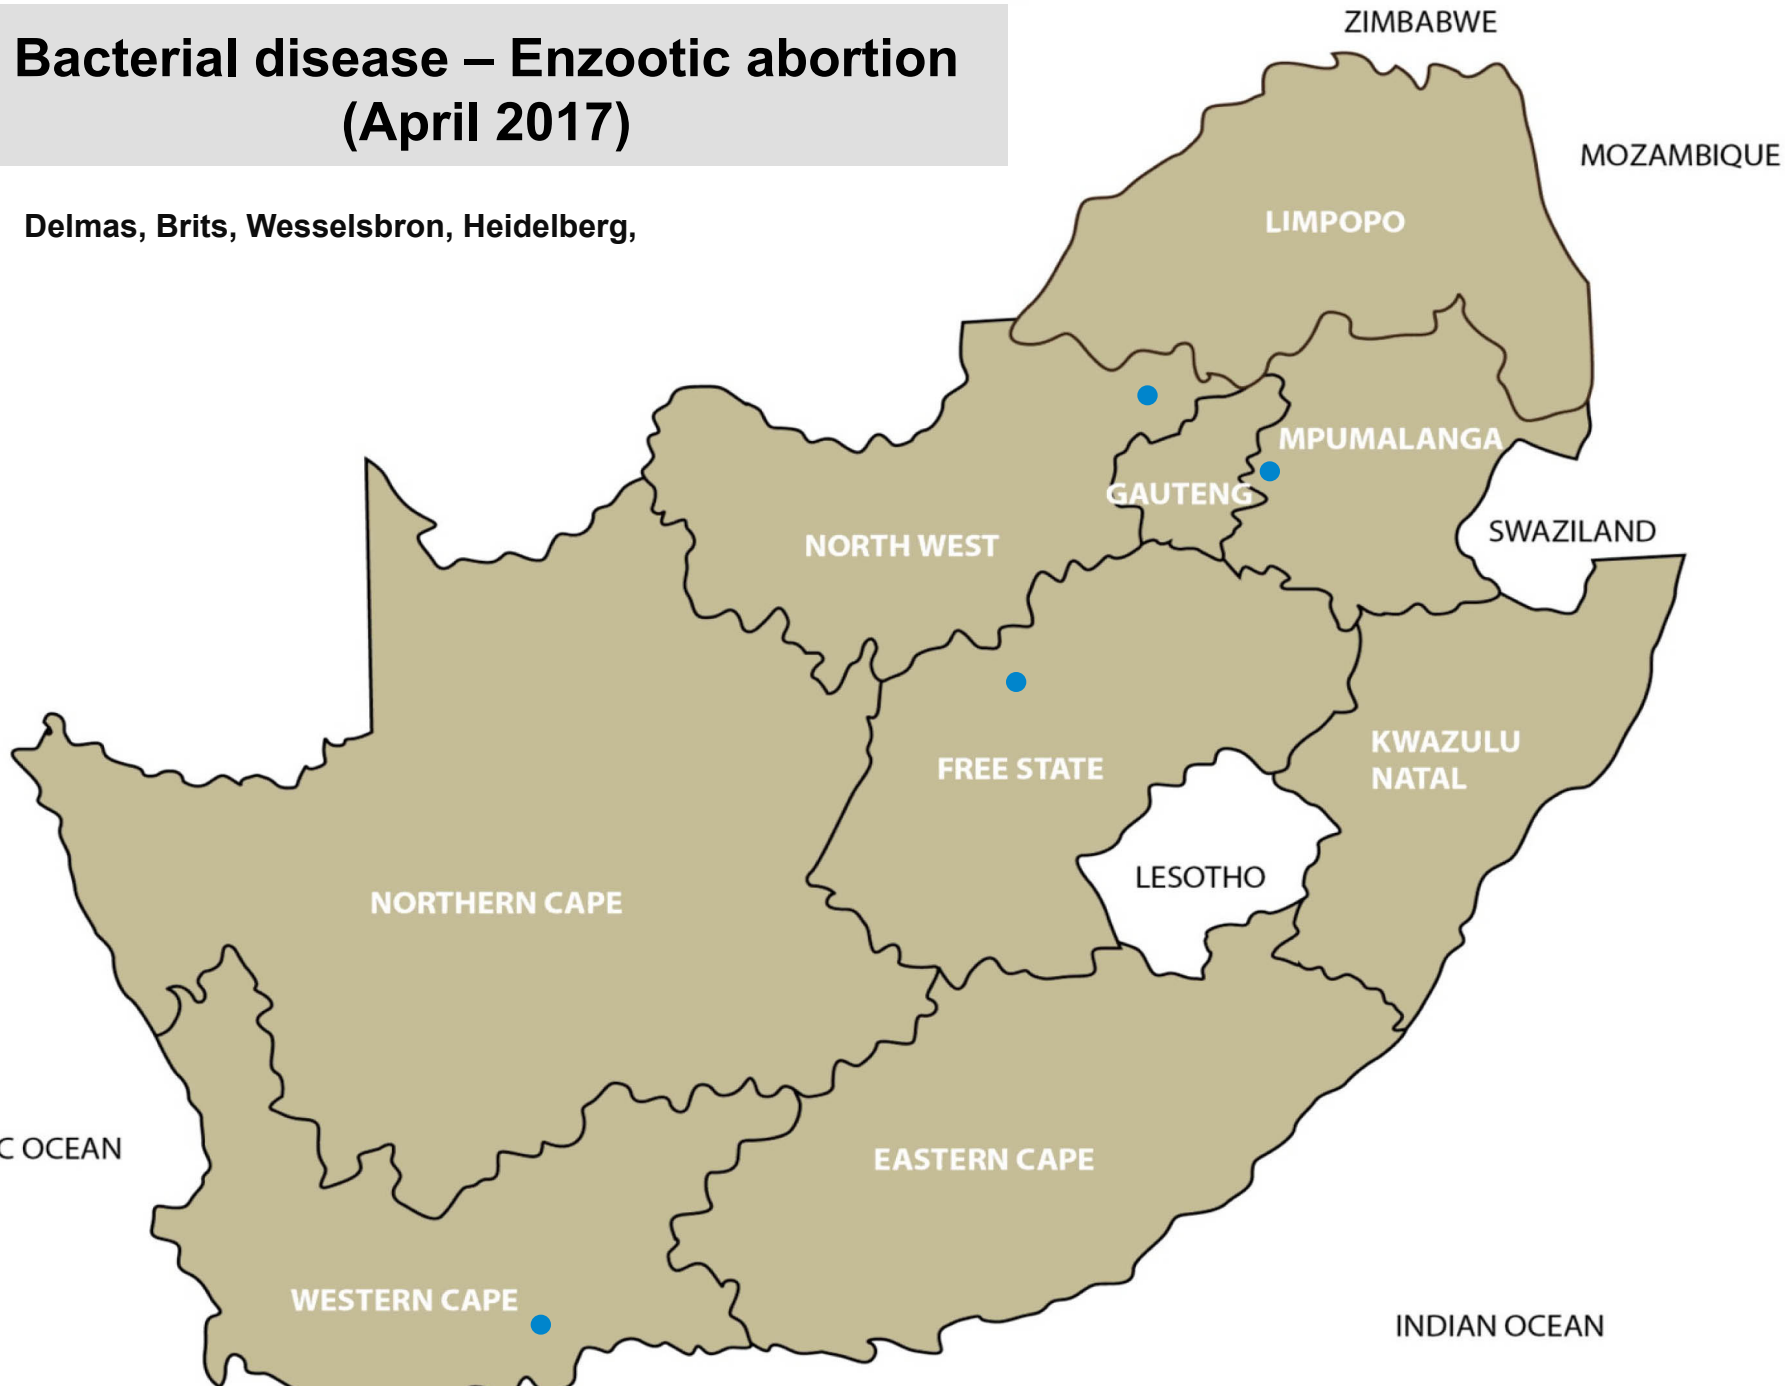 Bacterial disease – Enzootic abortion
(April 2017)
Delmas, Brits, Wesselsbron, Heidelberg,
ZIMBABWE
MOZAMBIQUE
LIMPOPO
MPUMALANGA
GAUTENG
SWAZILAND
NORTH WEST
KWAZULU
NATAL
FREE STATE
LESOTHO
NORTHERN CAPE
C OCEAN
EASTERN CAPE
WESTERN CAPE
INDIAN OCEAN